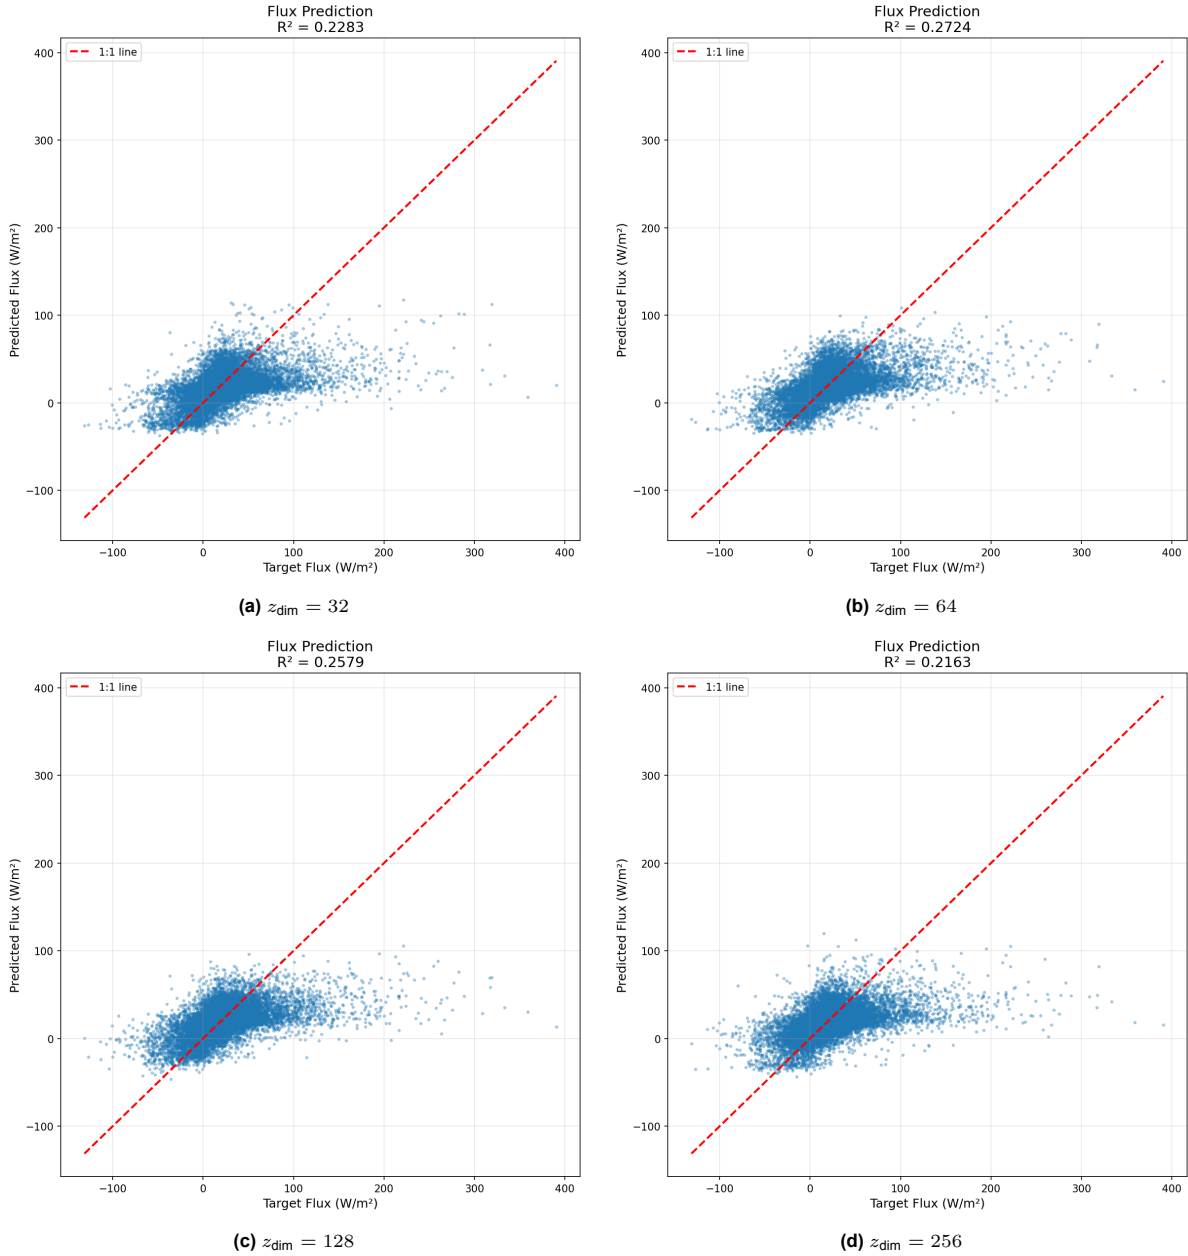 Flux Prediction
R² = 0.2283
1:1 line
400
300
200
100
0
−100
Predicted Flux (W/m²)
−100 0 100 200 300 400
Target Flux (W/m²)
(a) z_dim = 32
Flux Prediction
R² = 0.2724
1:1 line
400
300
200
100
0
−100
Predicted Flux (W/m²)
−100 0 100 200 300 400
Target Flux (W/m²)
(b) z_dim = 64
Flux Prediction
R² = 0.2579
1:1 line
400
300
200
100
0
−100
Predicted Flux (W/m²)
−100 0 100 200 300 400
Target Flux (W/m²)
(c) z_dim = 128
Flux Prediction
R² = 0.2163
1:1 line
400
300
200
100
0
−100
Predicted Flux (W/m²)
−100 0 100 200 300 400
Target Flux (W/m²)
(d) z_dim = 256